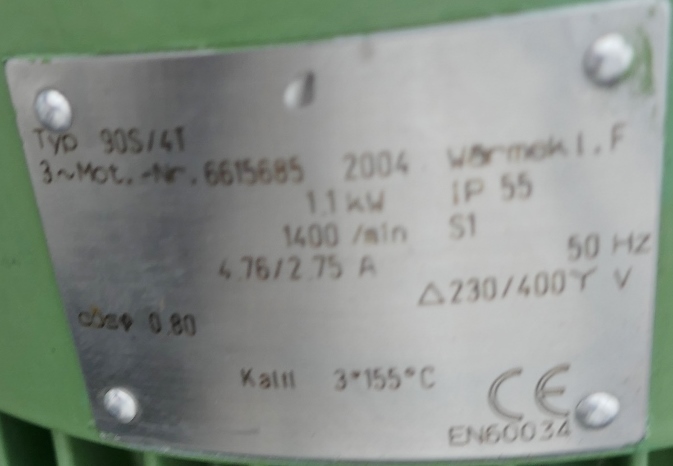 Typ 90S/4T
3~Mot.-Nr. 6615685 2004 Wärmekl. F
1.1 kW IP 55
1400 /min S1
4.76/2.75 A 50 HZ
△230/400Y V
cosφ 0.80
3*155°C
CE
EN60034